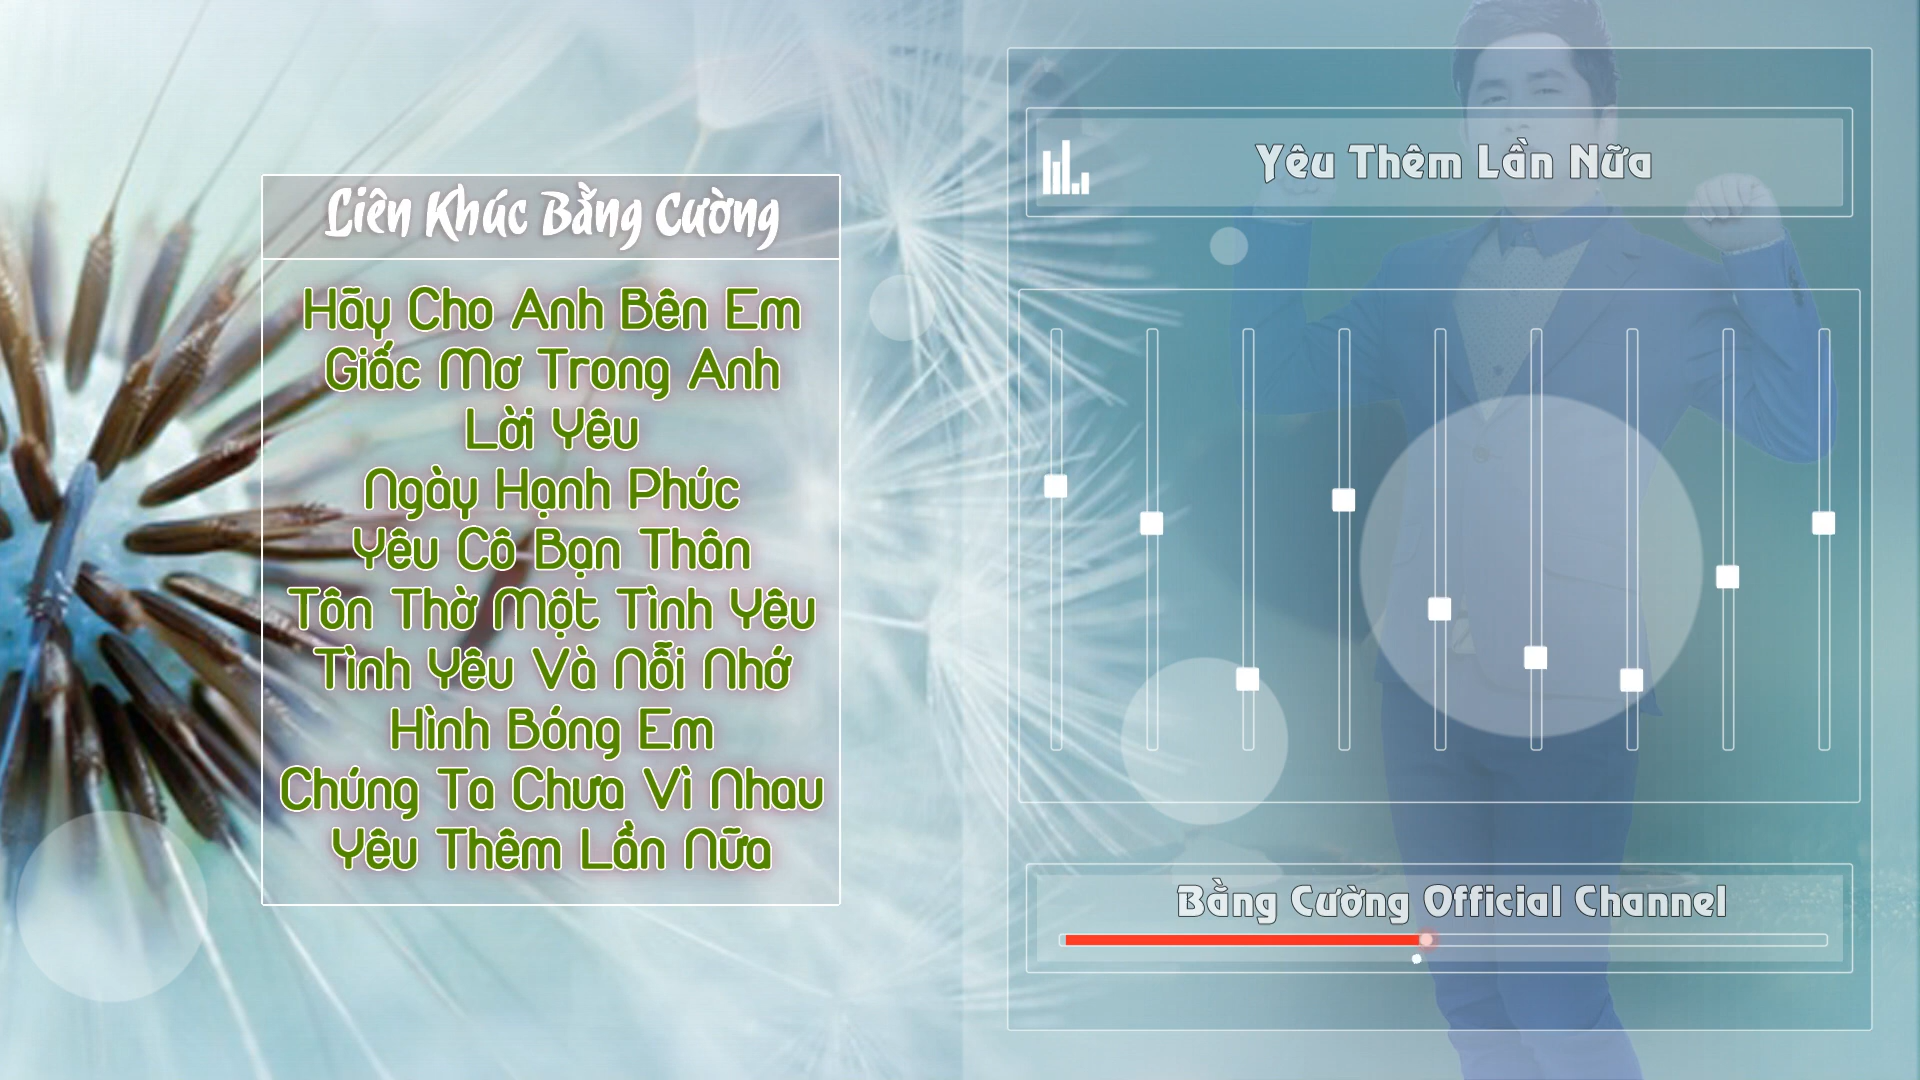 Liên Khúc Bằng Cường
Hãy Cho Anh Bên Em
Giấc Mơ Trong Anh
Lời Yêu
Ngày Hạnh Phúc
Yêu Cô Bạn Thân
Tôn Thờ Một Tình Yêu
Tình Yêu Và Nỗi Nhớ
Hình Bóng Em
Chúng Ta Chưa Vì Nhau
Yêu Thêm Lần Nữa
Yêu Thêm Lần Nữa
Bằng Cường Official Channel